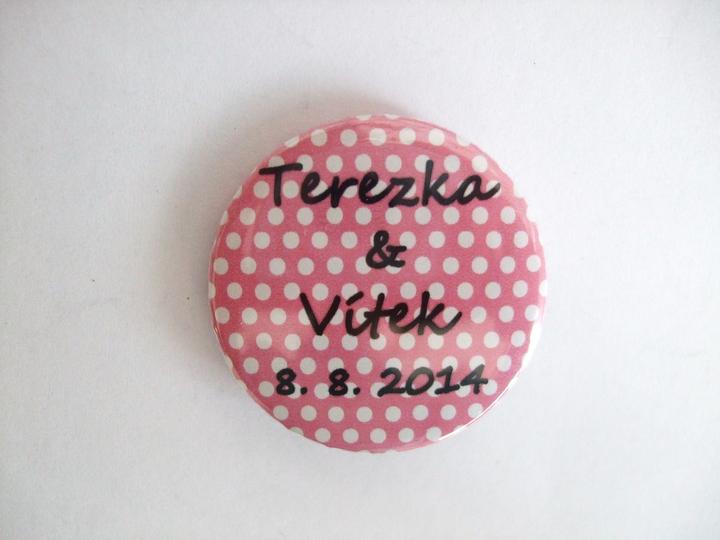 Terezka
&
Vítek
8. 8. 2014